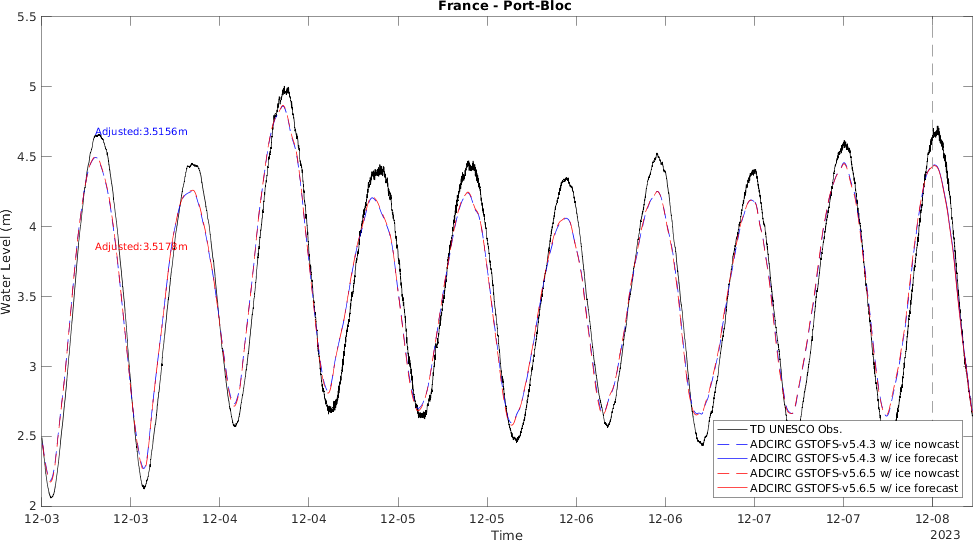 France - Port-Bloc
5.5
5
4.5
4
3.5
3
2.5
2
Water Level (m)
Adjusted:3.5156m
Adjusted:3.5178m
TD UNESCO Obs.
ADCIRC GSTOFS-v5.4.3 w/ ice nowcast
ADCIRC GSTOFS-v5.4.3 w/ ice forecast
ADCIRC GSTOFS-v5.6.5 w/ ice nowcast
ADCIRC GSTOFS-v5.6.5 w/ ice forecast
12-03 12-03 12-04 12-04 12-05 12-05 12-06 12-06 12-07 12-07 12-08
Time
2023